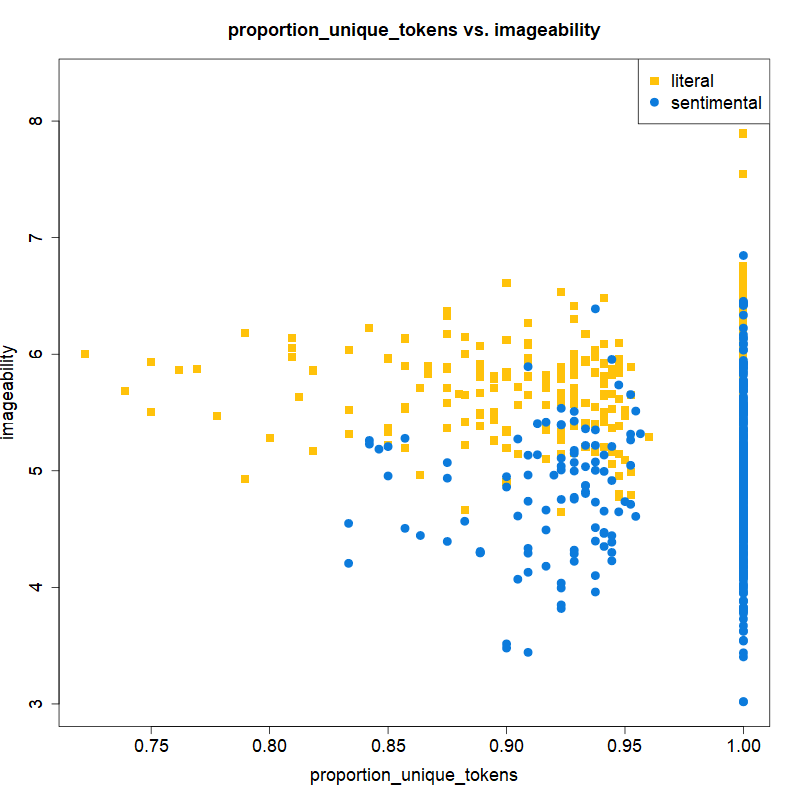 proportion_unique_tokens vs. imageability
literal
sentimental
8
7
6
5
4
3
imageability
0.75 0.80 0.85 0.90 0.95 1.00
proportion_unique_tokens